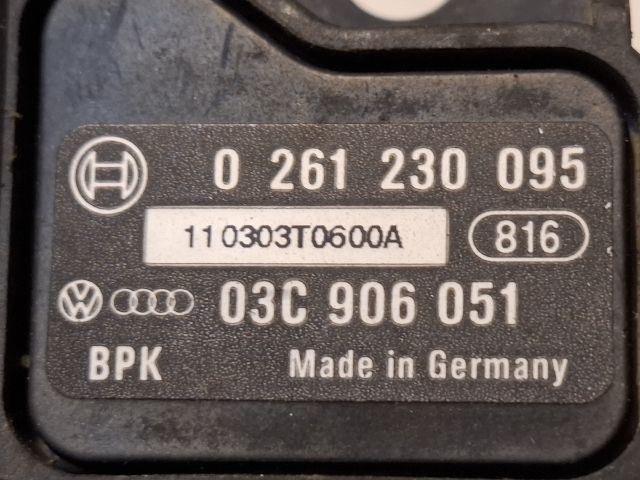 0 261 230 095
110303T0600A 816
03C 906 051
BPK Made in Germany